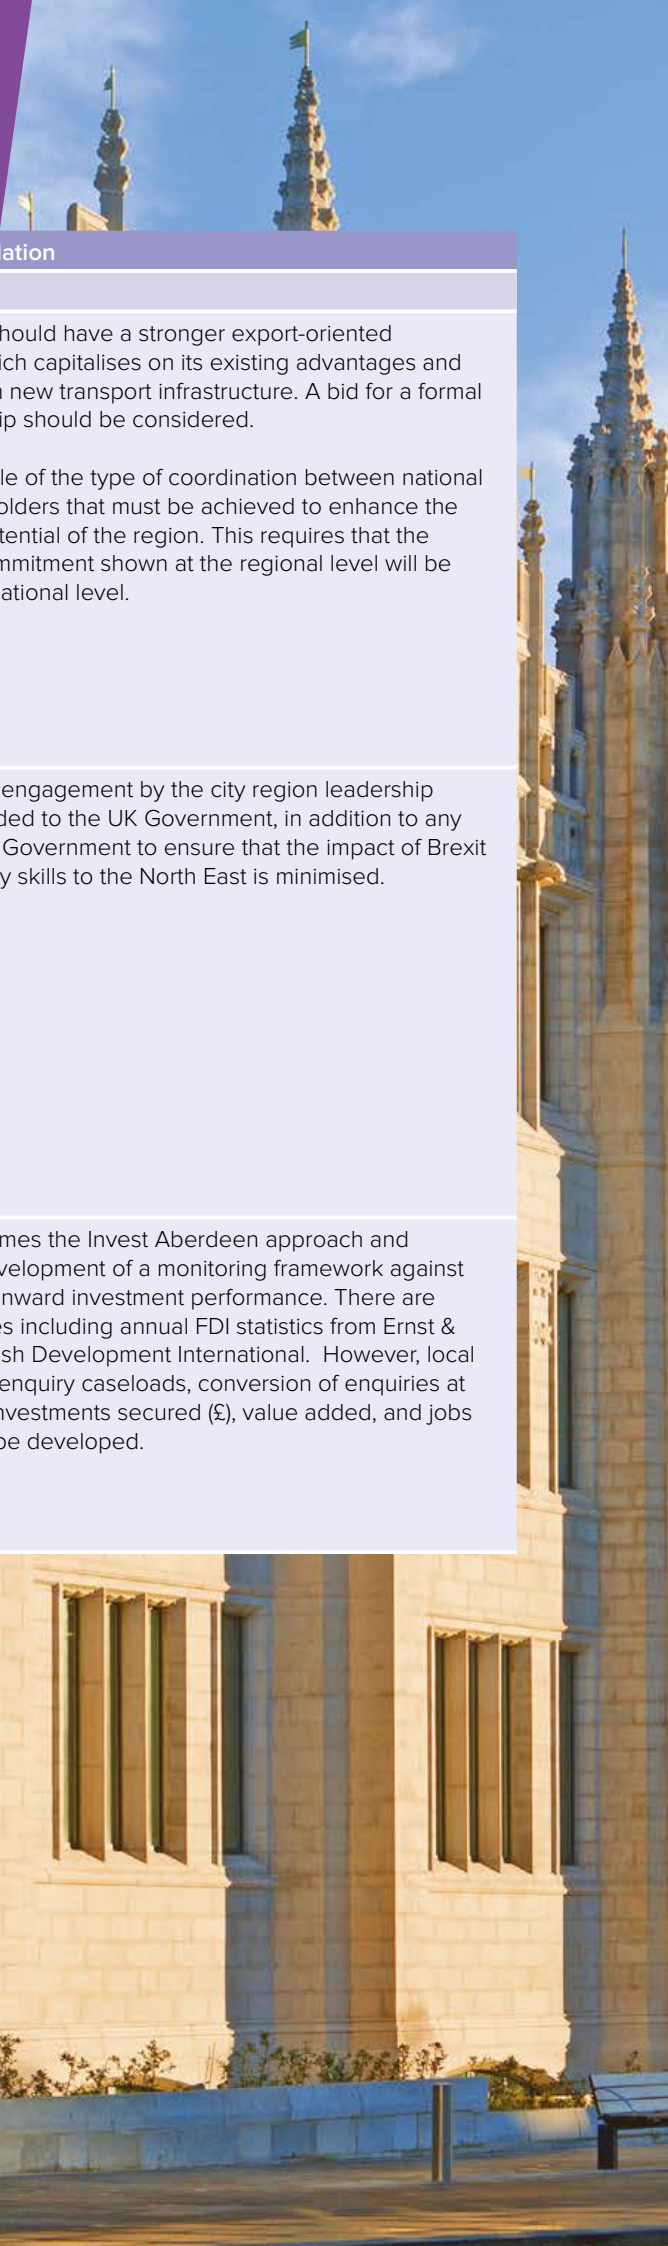 lation
hould have a stronger export-oriented
ich capitalises on its existing advantages and
n new transport infrastructure. A bid for a formal
ip should be considered.
le of the type of coordination between national
olders that must be achieved to enhance the
tential of the region. This requires that the
mmitment shown at the regional level will be
ational level.
engagement by the city region leadership
ded to the UK Government, in addition to any
Government to ensure that the impact of Brexit
y skills to the North East is minimised.
mes the Invest Aberdeen approach and
velopment of a monitoring framework against
nward investment performance. There are
es including annual FDI statistics from Ernst &
sh Development International.  However, local
enquiry caseloads, conversion of enquiries at
nvestments secured (£), value added, and jobs
be developed.